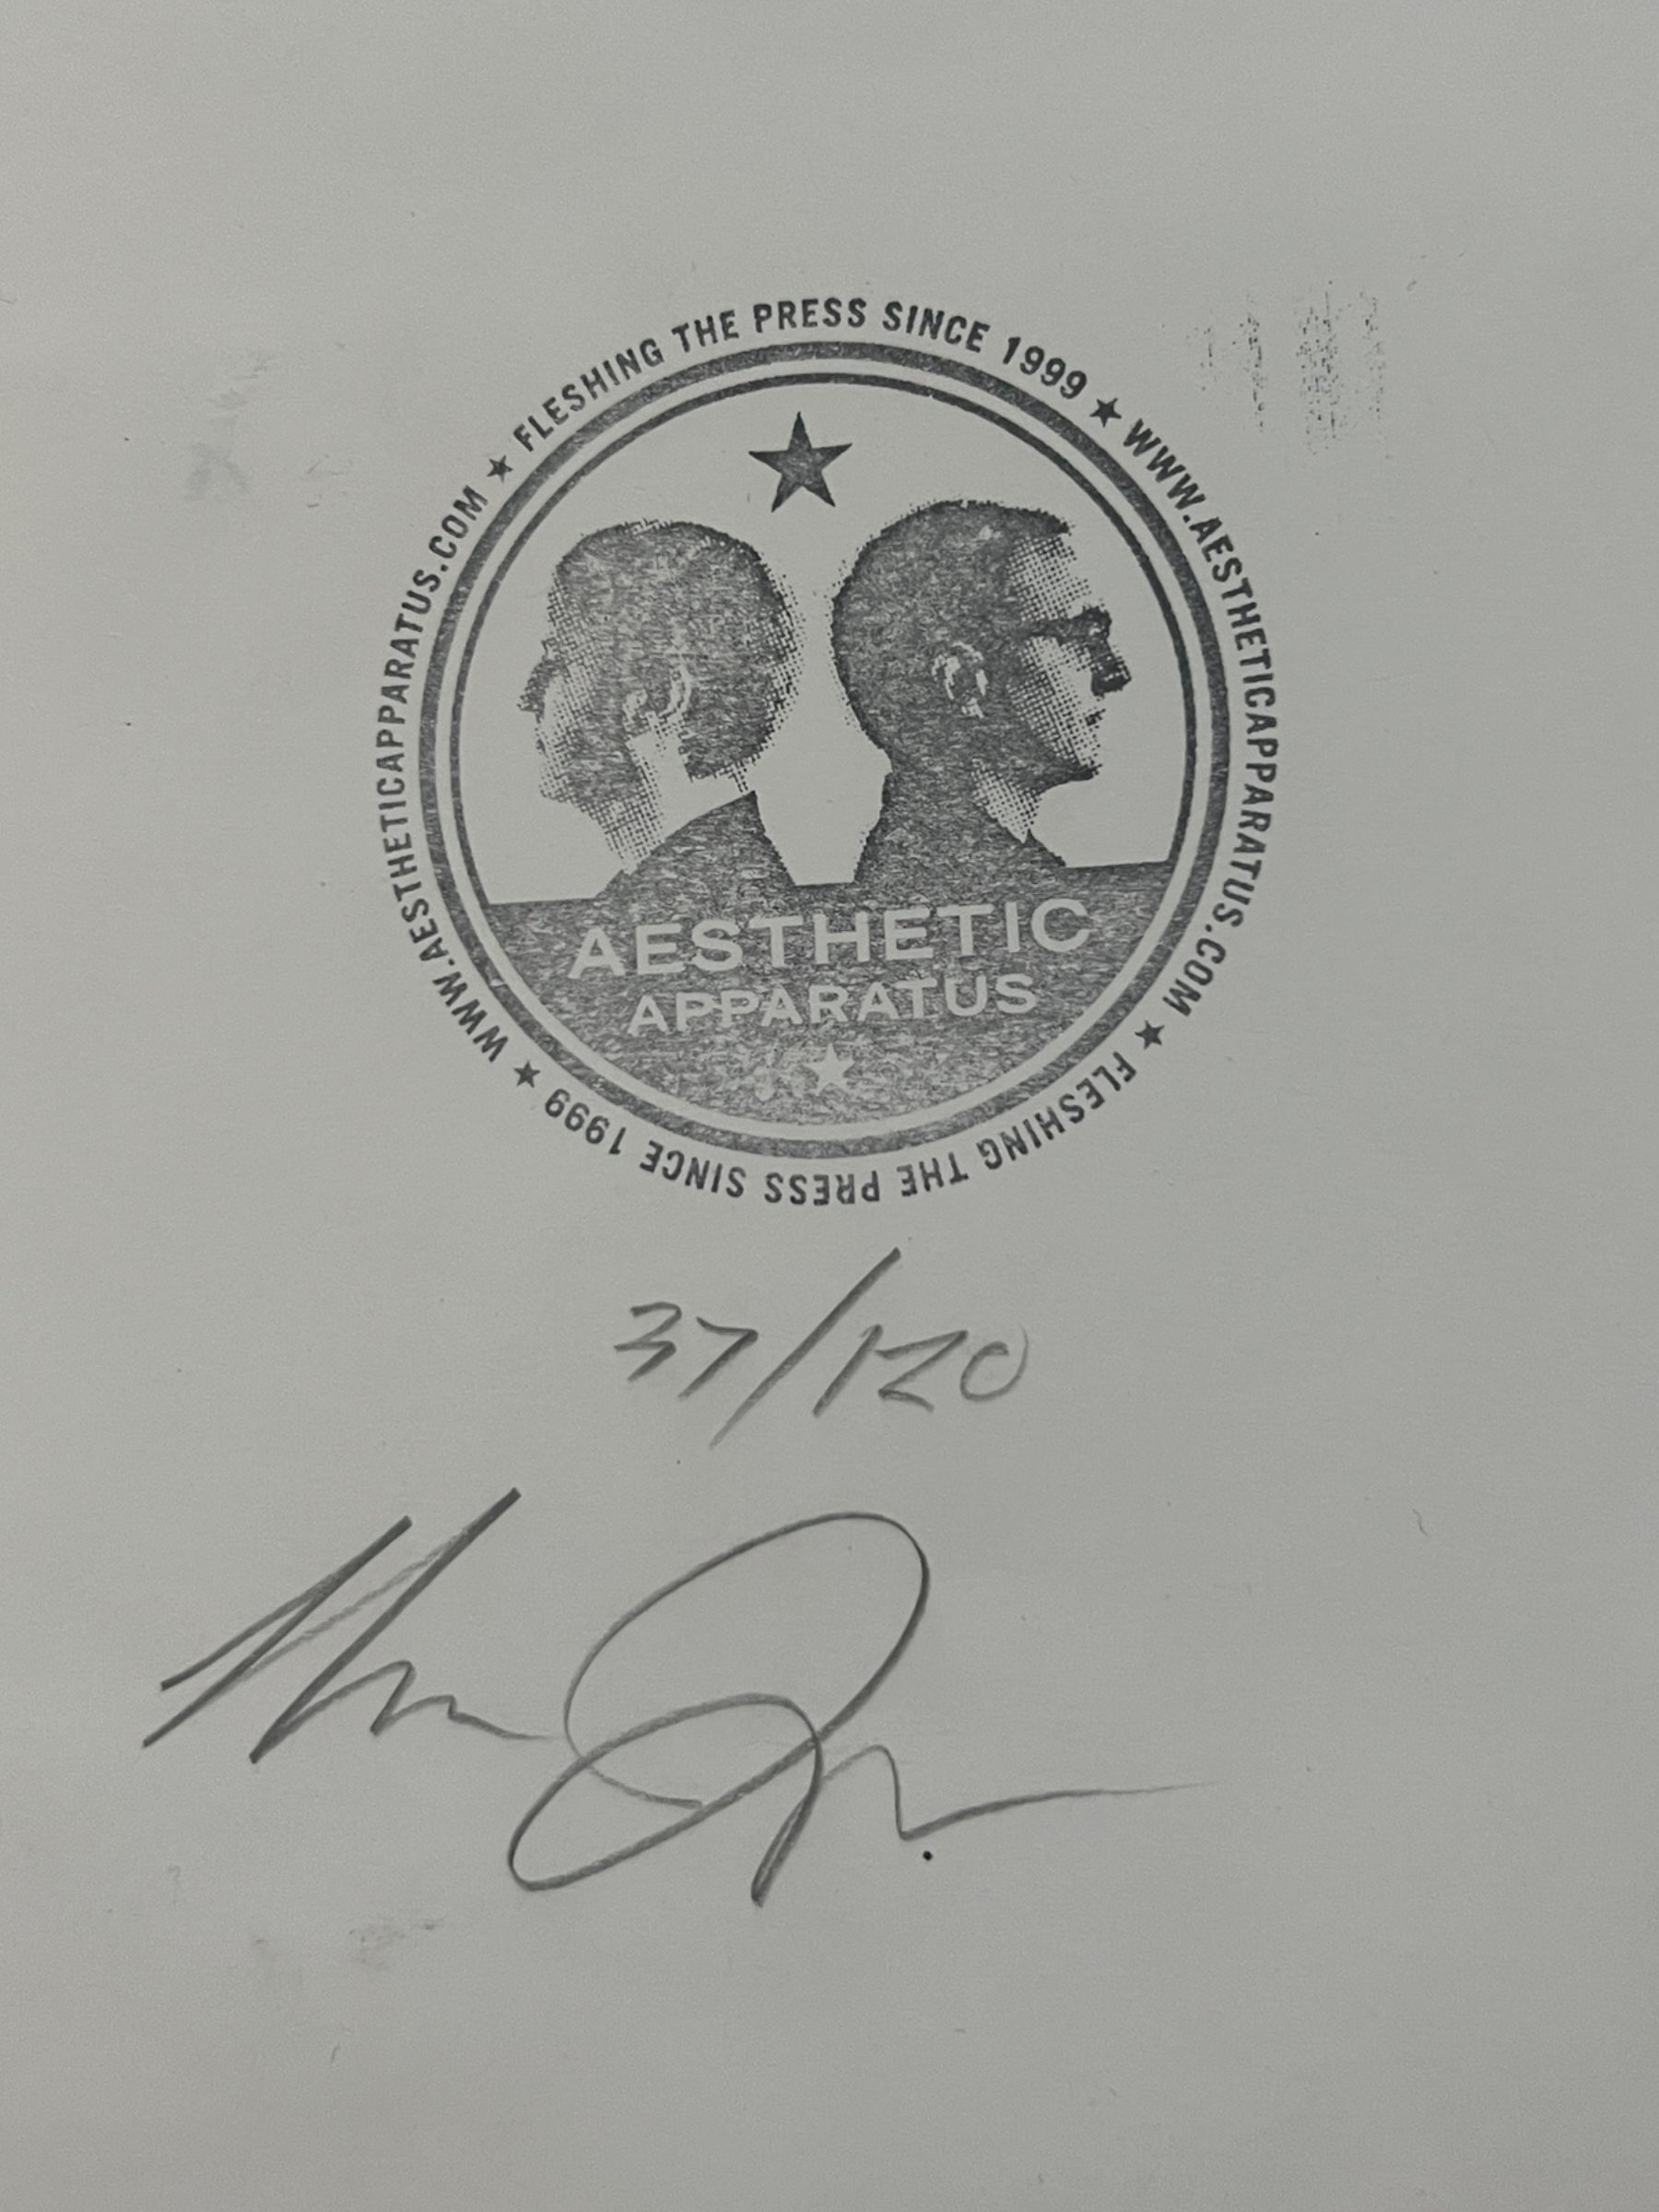 ★ FLESHING THE PRESS SINCE 1999 ★ WWW.AESTHETICAPPARATUS.COM ★ FLESHING THE PRESS SINCE 1999 ★ WWW.AESTHETICAPPARATUS.COM
AESTHETIC
APPARATUS
37/120